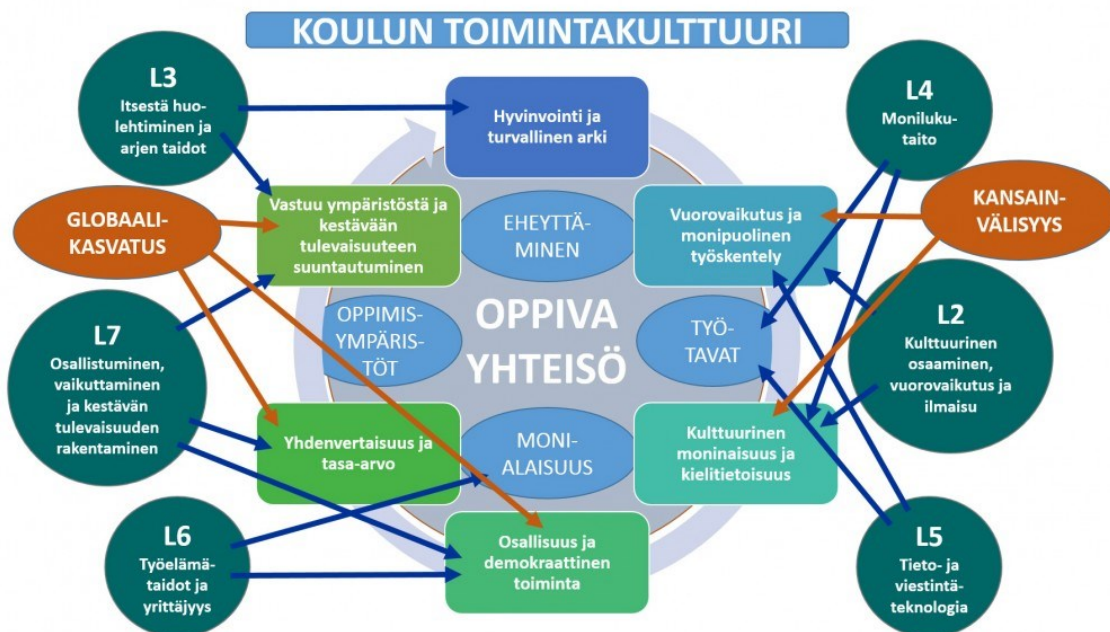 KOULUN TOIMINTAKULTTUURI
L3
Itsestä huo-
lehtiminen ja
arjen taidot
Hyvinvointi ja
turvallinen arki
L4
Moniluku-
taito
GLOBAALI-
KASVATUS
Vastuu ympäristöstä ja
kestävään
tulevaisuuteen
suuntautuminen
EHEYTTÄ-
MINEN
Vuorovaikutus ja
monipuolinen
työskentely
KANSAIN-
VÄLISYYS
L7
Osallistuminen,
vaikuttaminen
ja kestävän
tulevaisuuden
rakentaminen
OPPIMIS-
YMPÄRIS-
TÖT
OPPIVA
YHTEISÖ
TYÖ-
TAVAT
L2
Kulttuurinen
osaaminen,
vuorovaikutus ja
ilmaisu
Yhdenvertaisuus ja
tasa-arvo
MONI-
ALAISUUS
Kulttuurinen
moninaisuus ja
kielitietoisuus
L6
Työelämä-
taidot ja
yrittäjyys
Osallisuus ja
demokraattinen
toiminta
L5
Tieto- ja
viestintä-
teknologia